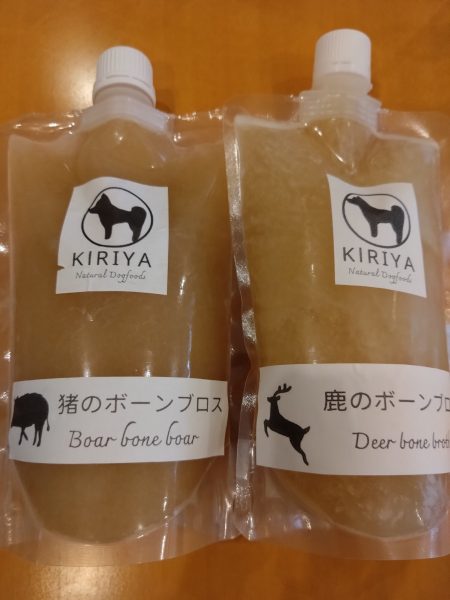 KIRIYA
Natural Dogfoods
猪のボーンブロス
Boar bone boar
KIRIYA
Natural Dogfoods
鹿のボーンブロ
Deer bone brot